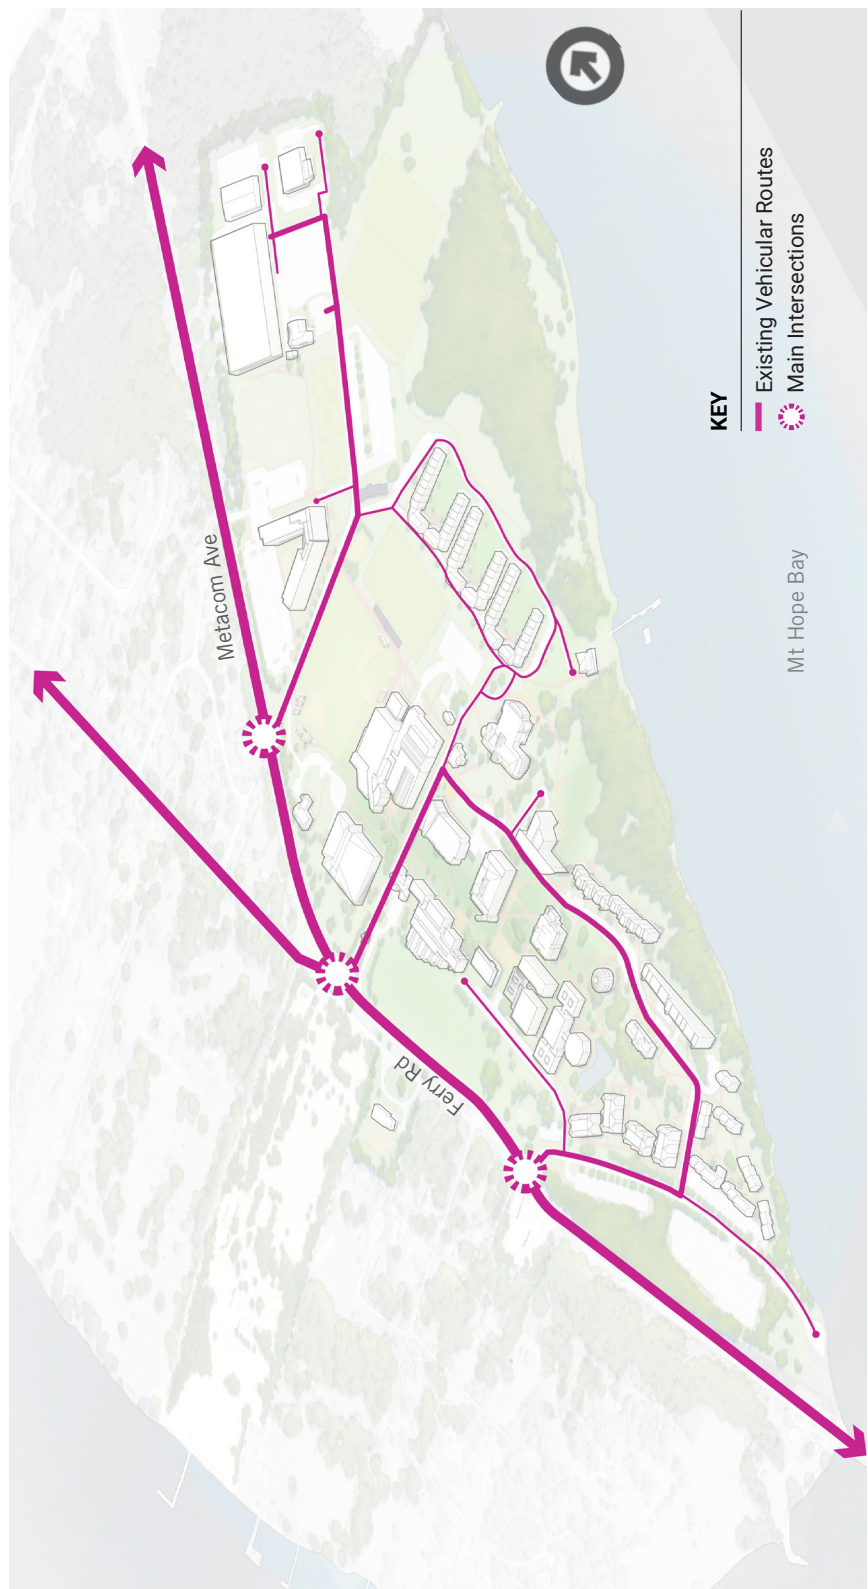 KEY
Existing Vehicular Routes
Main Intersections
Metacom Ave
Ferry Rd
Mt Hope Bay